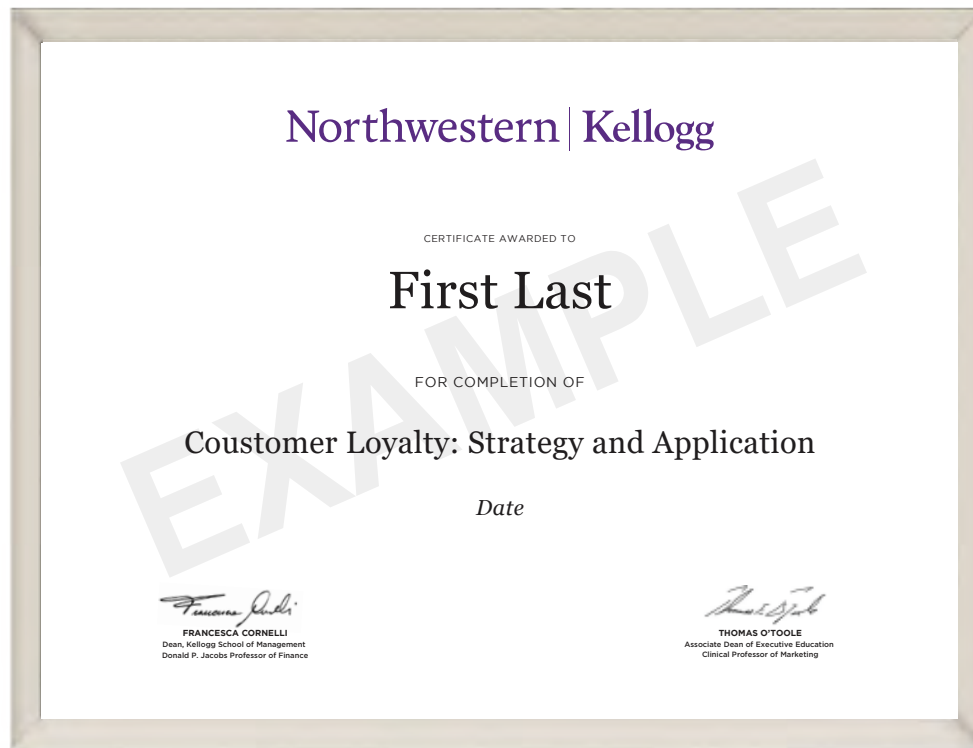 Northwestern | Kellogg
CERTIFICATE AWARDED TO
First Last
EXAMPLE
FOR COMPLETION OF
Coustomer Loyalty: Strategy and Application
Date
FRANCESCA CORNELLI
Dean, Kellogg School of Management
Donald P. Jacobs Professor of Finance
THOMAS O'TOOLE
Associate Dean of Executive Education
Clinical Professor of Marketing